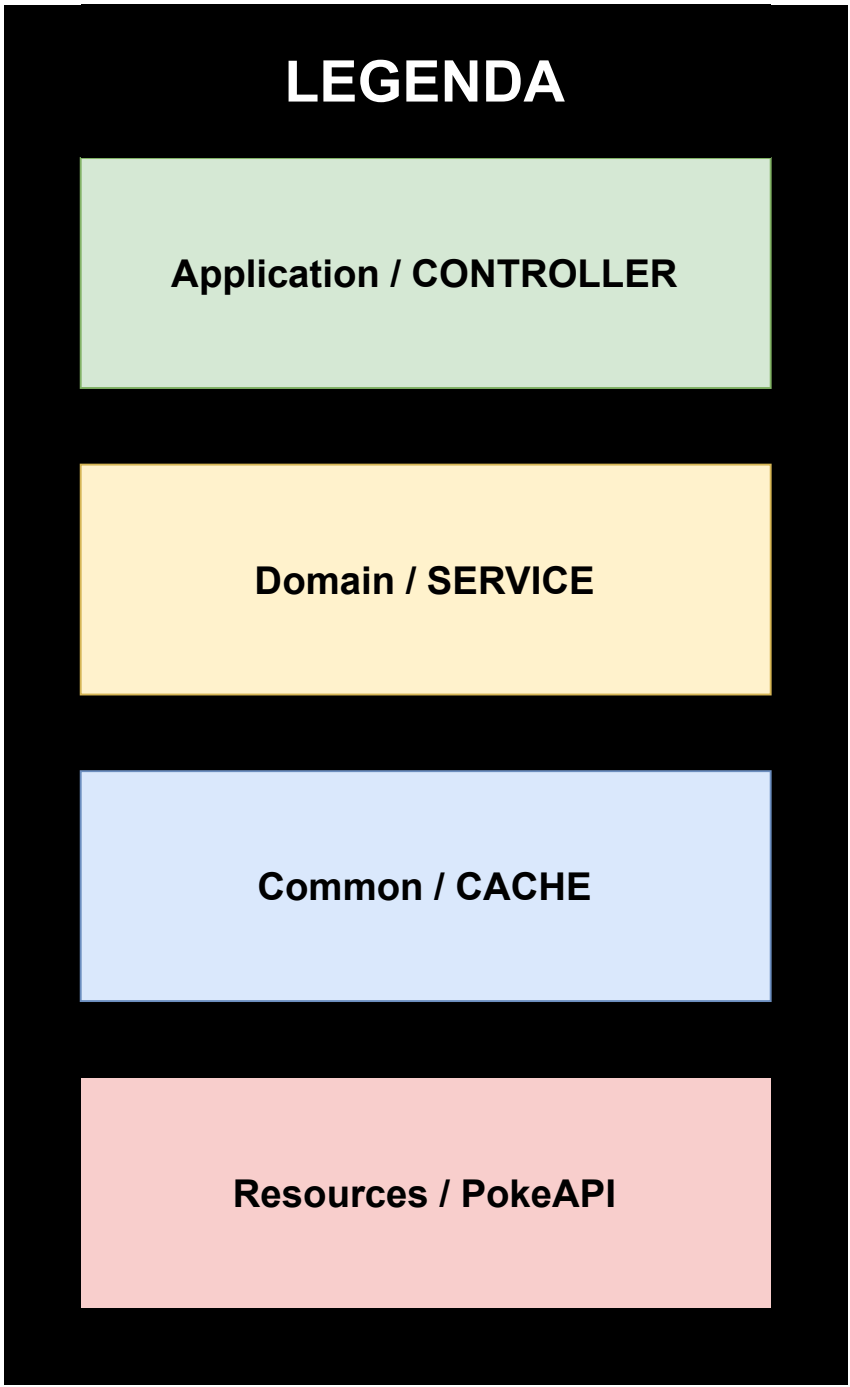 LEGENDA
Application / CONTROLLER
Domain / SERVICE
Common / CACHE
Resources / PokeAPI